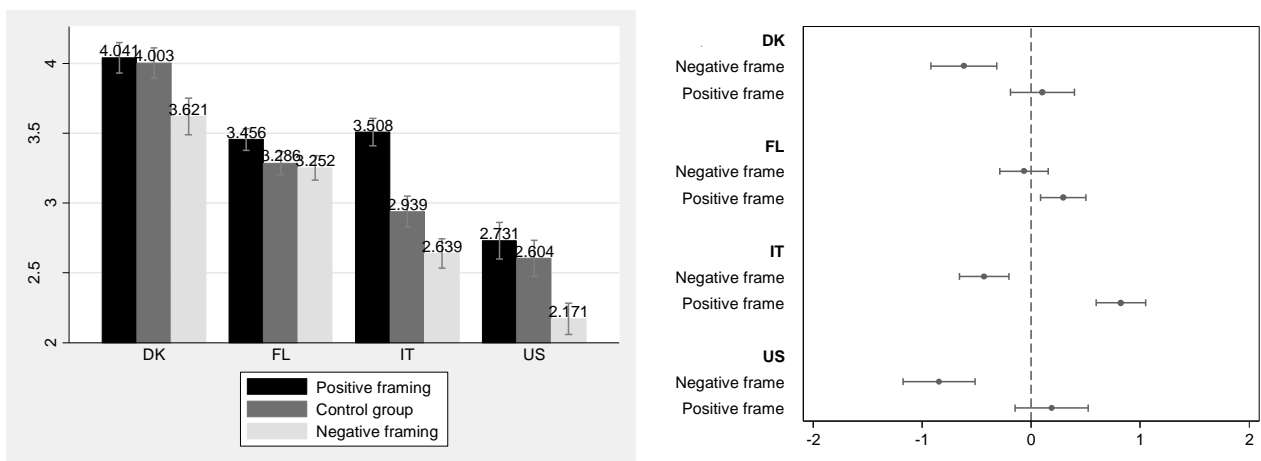 4.041 4.003
3.621
3.456
3.286 3.252
3.508
2.939
2.639
2.731
2.604
2.171
4
3.5
3
2.5
2
DK FL IT US
Positive framing
Control group
Negative framing
DK
Negative frame
Positive frame
FL
Negative frame
Positive frame
IT
Negative frame
Positive frame
US
Negative frame
Positive frame
-2 -1 0 1 2